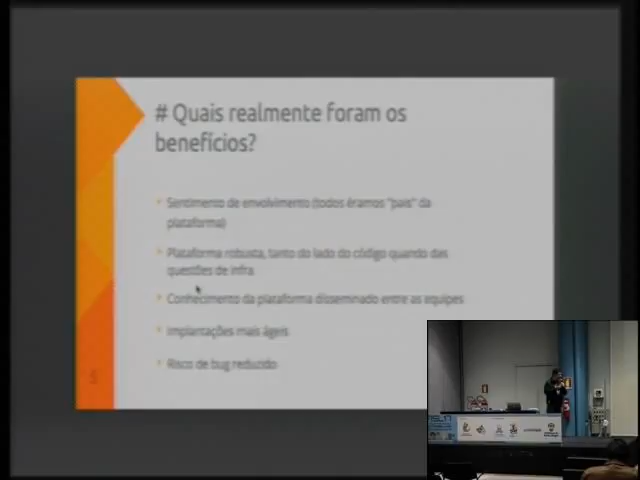 # Quais realmente foram os
benefícios?
Sentimento de envolvimento (todos éramos "pais" da
plataforma)
Plataforma robusta, tanto do lado do código quando das
questões de infra
Conhecimento da plataforma disseminado entre as equipes
Implantações mais ágeis
Risco de bug reduzido